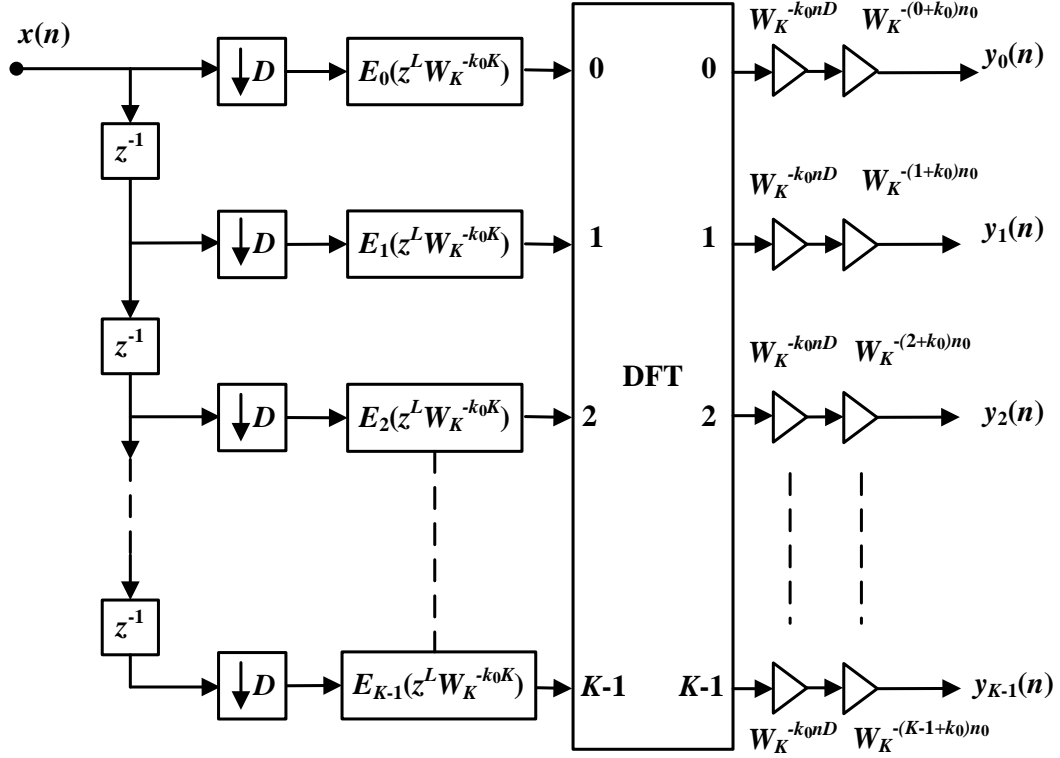 x(n)
↓D
E₀(z^L W_K^{-k₀K})
0
0
W_K^{-k₀nD}
W_K^{-(0+k₀)n₀}
y₀(n)
z⁻¹
↓D
E₁(z^L W_K^{-k₀K})
1
1
W_K^{-k₀nD}
W_K^{-(1+k₀)n₀}
y₁(n)
z⁻¹
↓D
E₂(z^L W_K^{-k₀K})
2
DFT
2
W_K^{-k₀nD}
W_K^{-(2+k₀)n₀}
y₂(n)
z⁻¹
↓D
E_{K-1}(z^L W_K^{-k₀K})
K-1
K-1
y_{K-1}(n)
W_K^{-k₀nD}
W_K^{-(K-1+k₀)n₀}